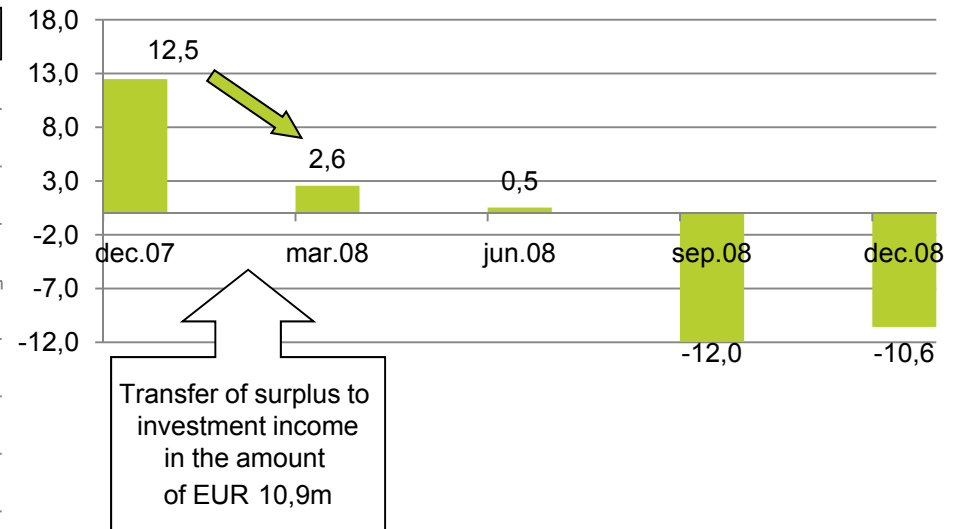 18,0
12,5
13,0
8,0
2,6
3,0
0,5
-2,0
dec.07 mar.08 jun.08 sep.08 dec.08
-7,0
-12,0
-12,0 -10,6
Transfer of surplus to
investment income
in the amount
of EUR 10,9m